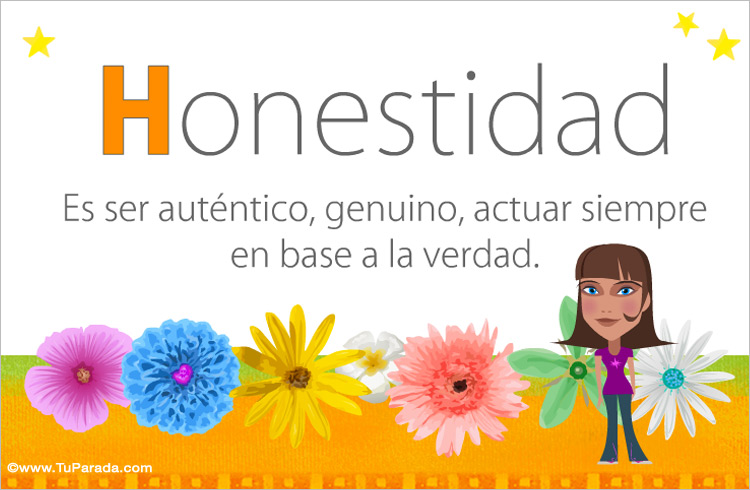 Honestidad
Es ser auténtico, genuino, actuar siempre
en base a la verdad.
©www.TuParada.com